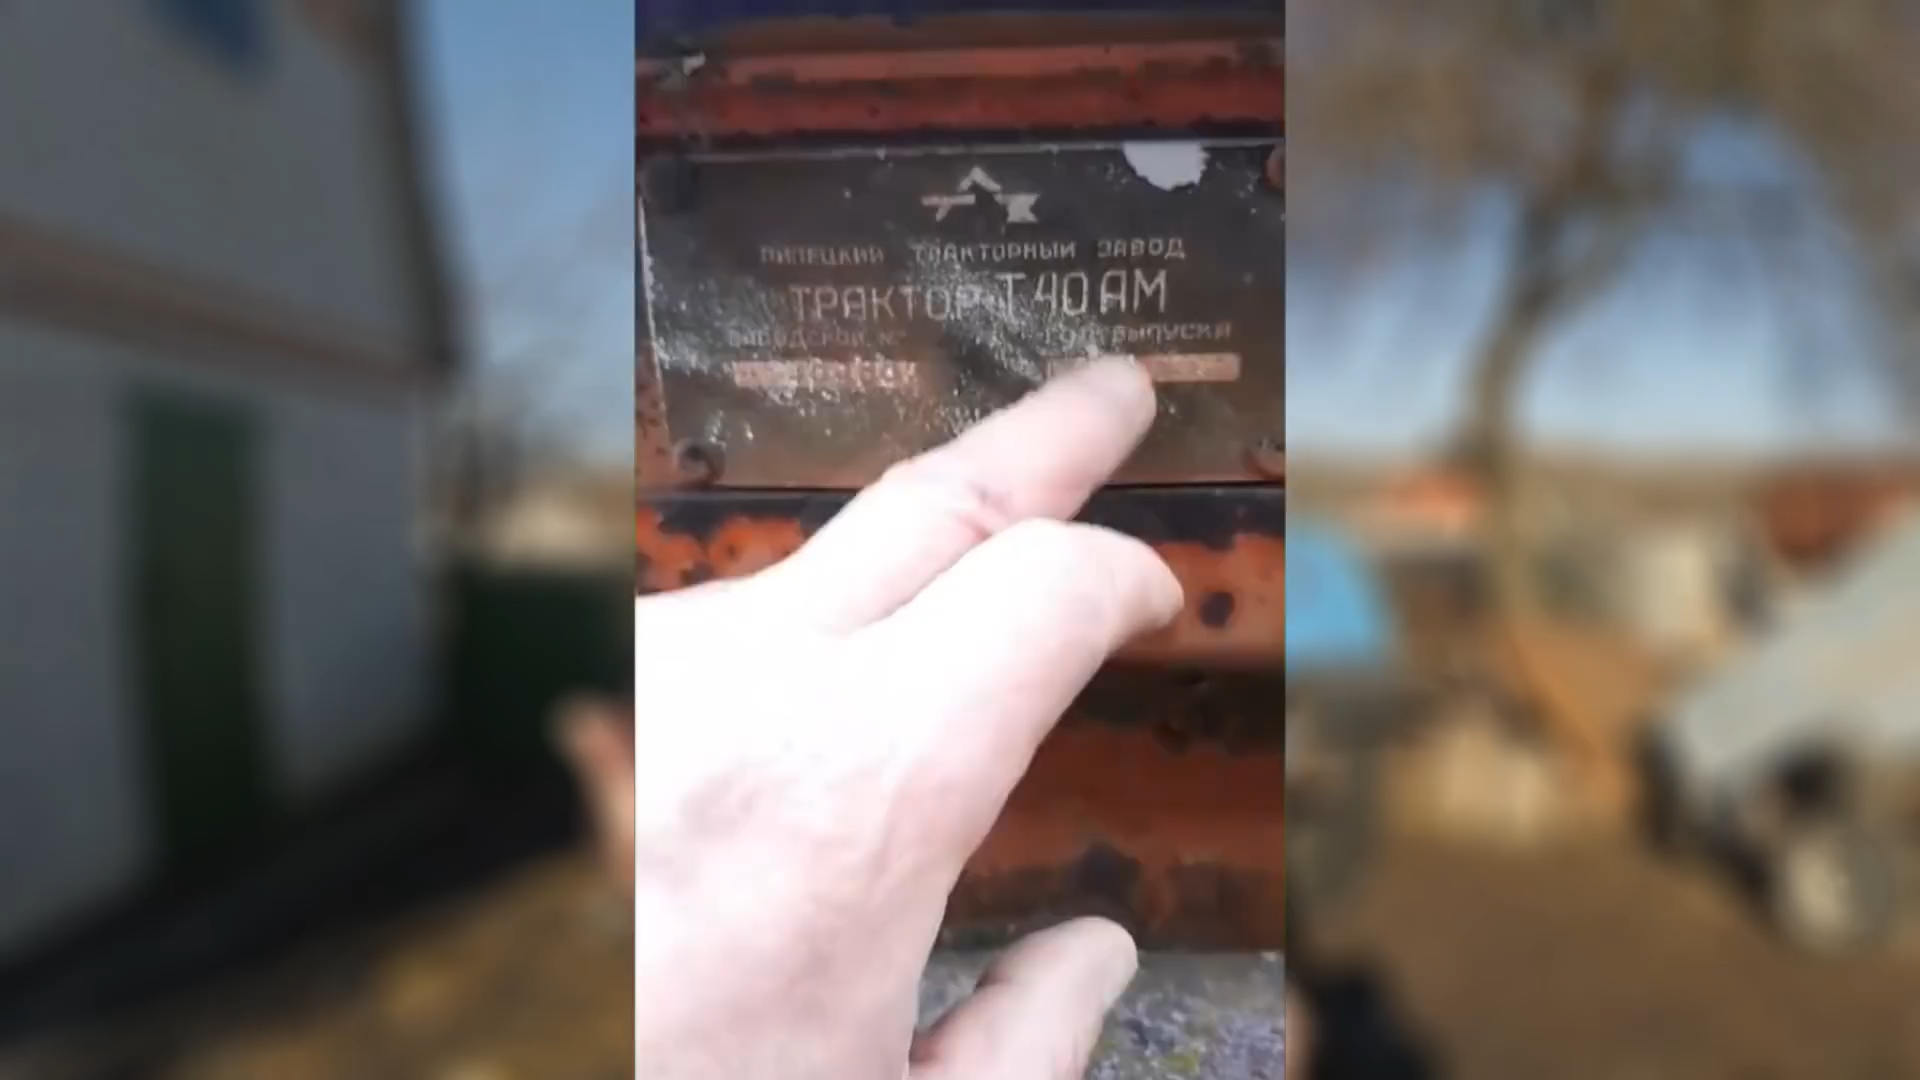 ЛИПЕЦКИЙ ТРАКТОРНЫЙ ЗАВОД
ТРАКТОР Т40АМ
ЗАВОДСКОЙ №
ГОД ВЫПУСКА